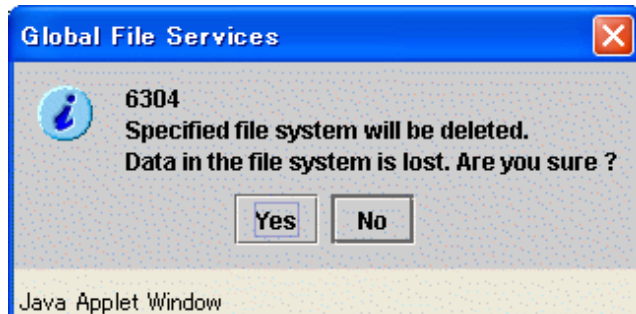 Global File Services
6304
Specified file system will be deleted.
Data in the file system is lost. Are you sure ?
Yes No
Java Applet Window